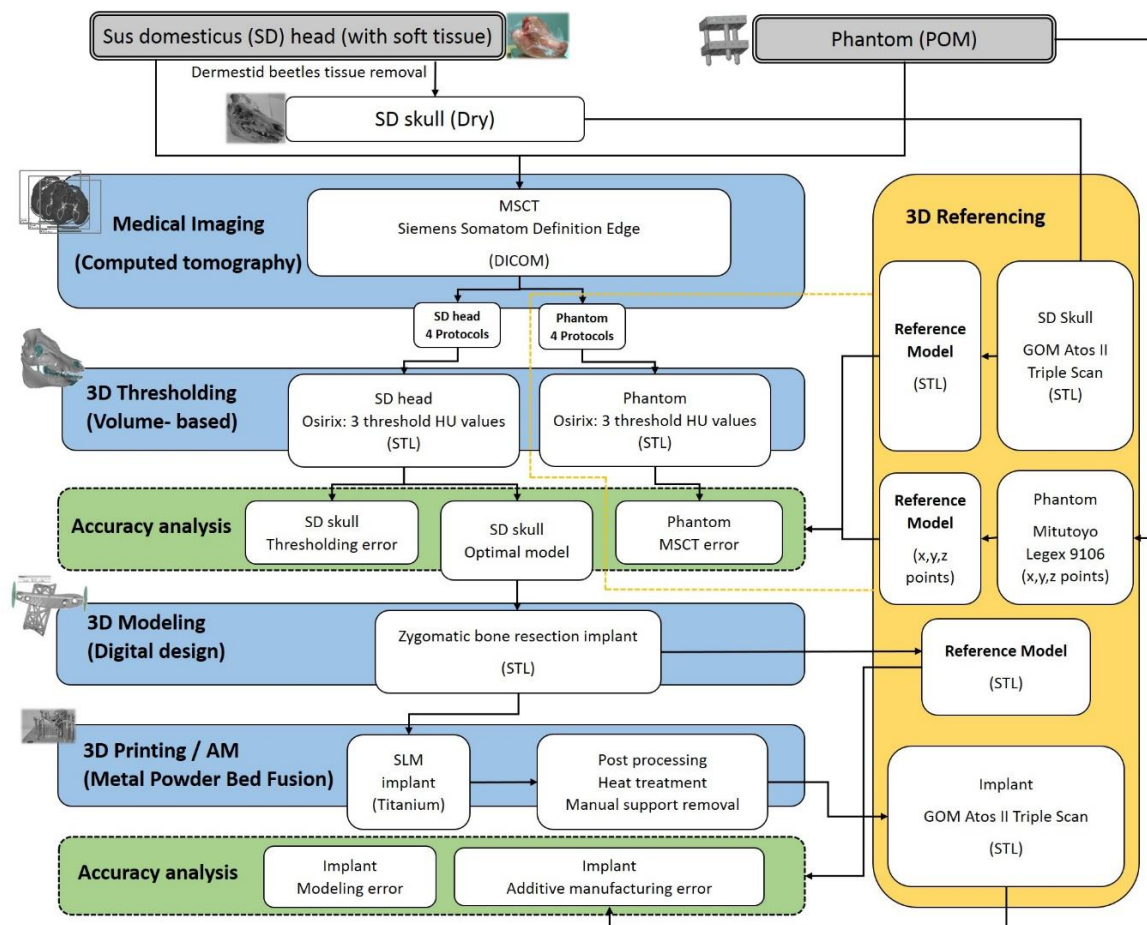 Sus domesticus (SD) head (with soft tissue)
Phantom (POM)
Dermestid beetles tissue removal
SD skull (Dry)
Medical Imaging
(Computed tomography)
MSCT
Siemens Somatom Definition Edge
(DICOM)
SD head
4 Protocols
Phantom
4 Protocols
3D Thresholding
(Volume- based)
SD head
Osirix: 3 threshold HU values
(STL)
Phantom
Osirix: 3 threshold HU values
(STL)
Accuracy analysis
SD skull
Thresholding error
SD skull
Optimal model
Phantom
MSCT error
3D Modeling
(Digital design)
Zygomatic bone resection implant
(STL)
3D Printing / AM
(Metal Powder Bed Fusion)
SLM
implant
(Titanium)
Post processing
Heat treatment
Manual support removal
Accuracy analysis
Implant
Modeling error
Implant
Additive manufacturing error
3D Referencing
Reference
Model
(STL)
SD Skull
GOM Atos II
Triple Scan
(STL)
Reference
Model
(x,y,z
points)
Phantom
Mitutoyo
Legex 9106
(x,y,z points)
Reference Model
(STL)
Implant
GOM Atos II Triple Scan
(STL)